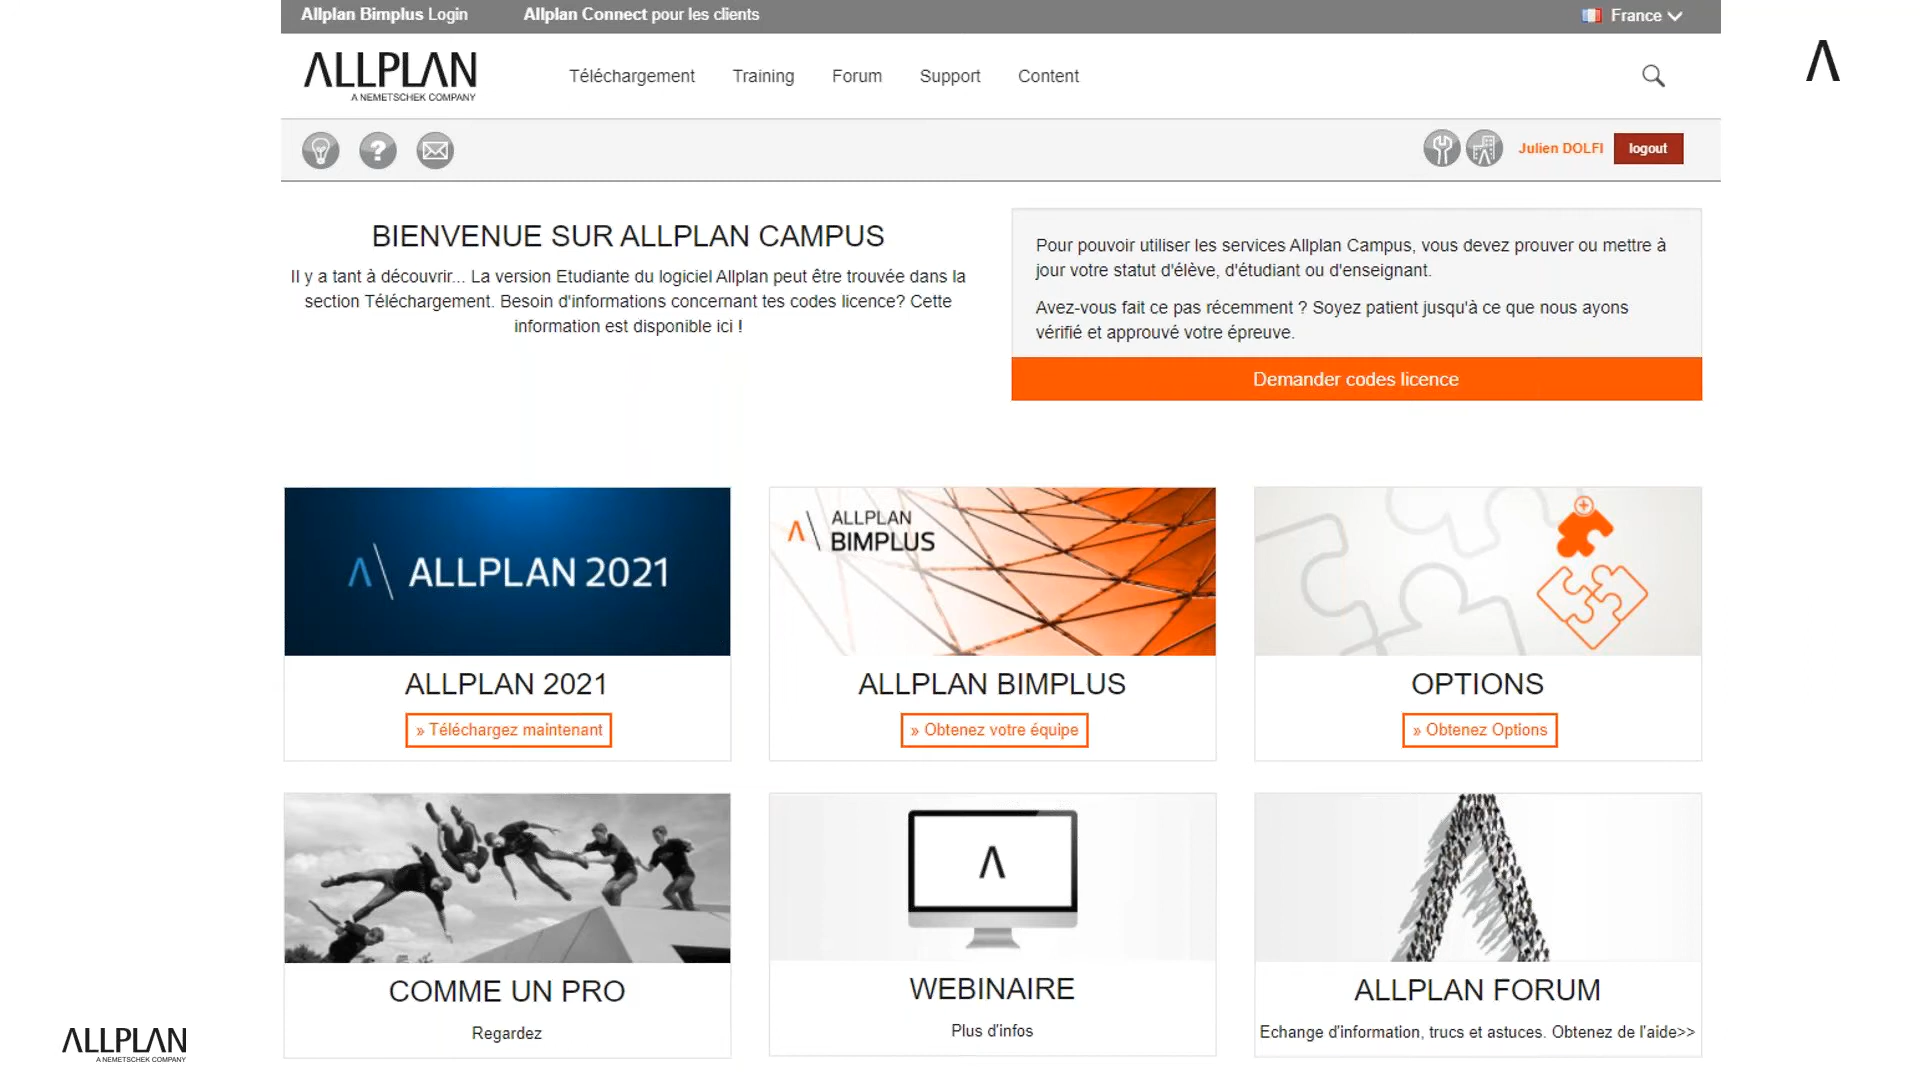 Allplan Bimplus Login
Allplan Connect pour les clients
France
ALLPLAN
A NEMETSCHEK COMPANY
Téléchargement
Training
Forum
Support
Content
?
Julien DOLFI
logout
BIENVENUE SUR ALLPLAN CAMPUS
Il y a tant à découvrir... La version Etudiante du logiciel Allplan peut être trouvée dans la
section Téléchargement. Besoin d'informations concernant tes codes licence? Cette
information est disponible ici !
Pour pouvoir utiliser les services Allplan Campus, vous devez prouver ou mettre à
jour votre statut d'élève, d'étudiant ou d'enseignant.
Avez-vous fait ce pas récemment ? Soyez patient jusqu'à ce que nous ayons
vérifié et approuvé votre épreuve.
Demander codes licence
ALLPLAN 2021
ALLPLAN
BIMPLUS
ALLPLAN 2021
» Téléchargez maintenant
ALLPLAN BIMPLUS
» Obtenez votre équipe
OPTIONS
» Obtenez Options
COMME UN PRO
Regardez
WEBINAIRE
Plus d'infos
ALLPLAN FORUM
Echange d'information, trucs et astuces. Obtenez de l'aide>>
ALLPLAN
A NEMETSCHEK COMPANY